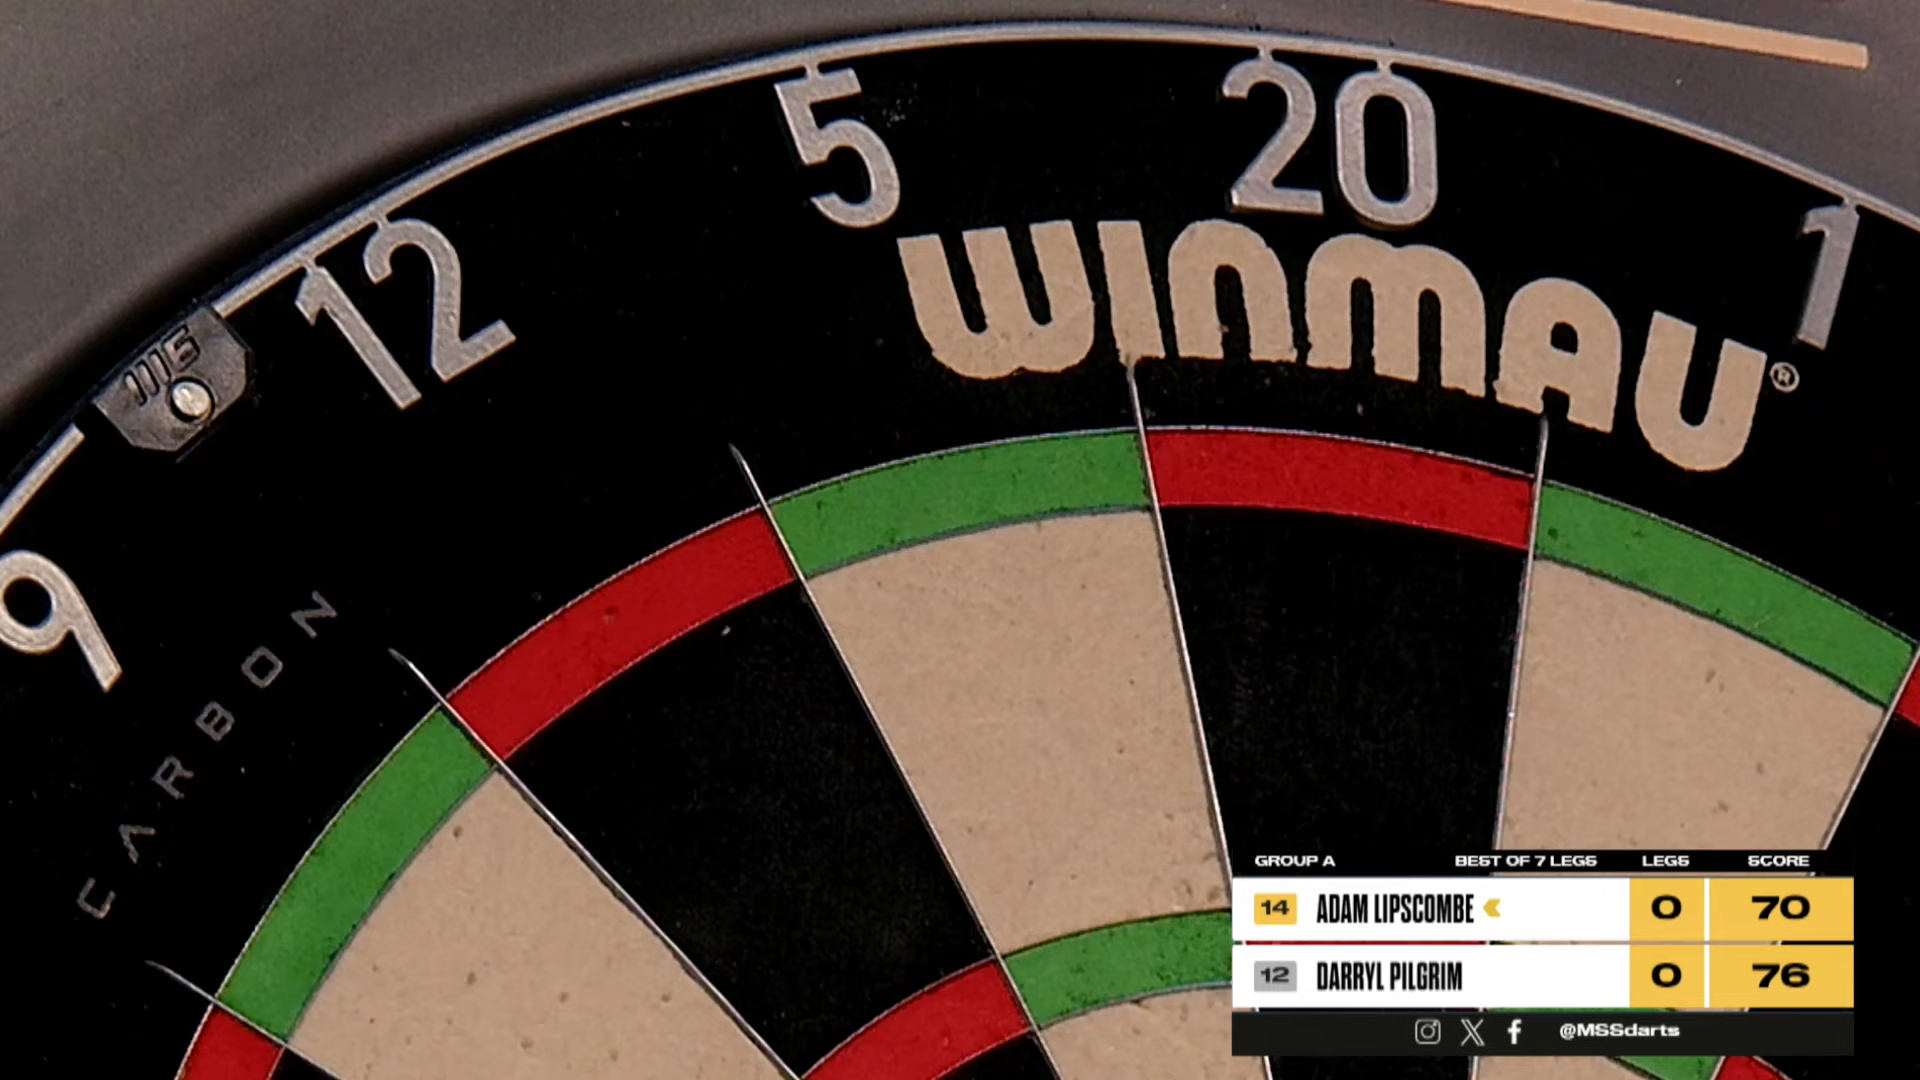 5 20 1
12
WINMAU®
9
CARBON
GROUP A BEST OF 7 LEGS LEGS SCORE
14 ADAM LIPSCOMBE 0 70
12 DARRYL PILGRIM 0 76
@MSSdarts